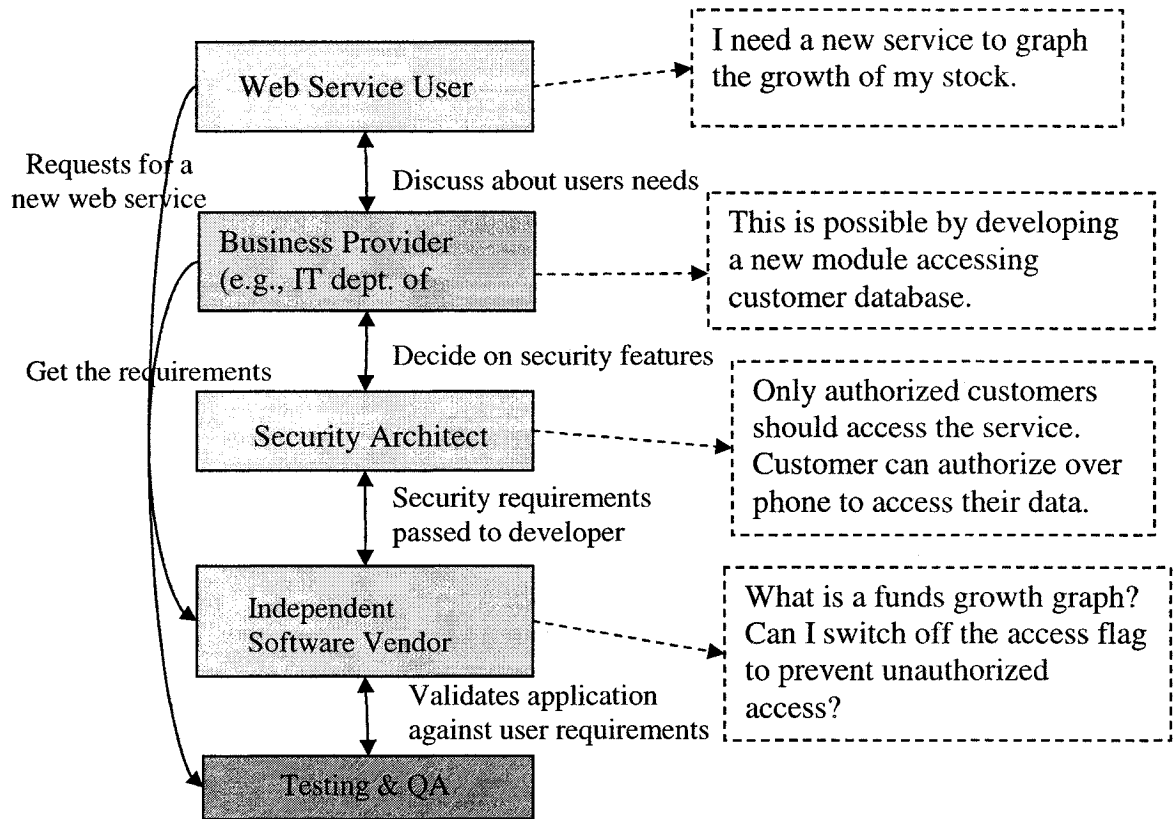 Web Service User
I need a new service to graph
the growth of my stock.
Requests for a
new web service
Discuss about users needs
Business Provider
(e.g., IT dept. of
This is possible by developing
a new module accessing
customer database.
Get the requirements
Decide on security features
Security Architect
Only authorized customers
should access the service.
Customer can authorize over
phone to access their data.
Security requirements
passed to developer
Independent
Software Vendor
What is a funds growth graph?
Can I switch off the access flag
to prevent unauthorized
access?
Validates application
against user requirements
Testing & QA